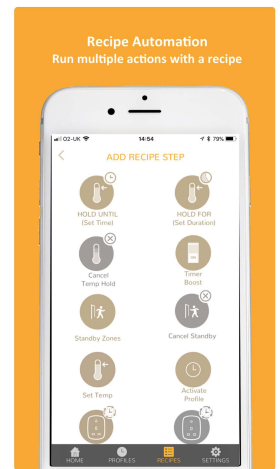 Recipe Automation
Run multiple actions with a recipe
O2-UK
14:54
79%
ADD RECIPE STEP
HOLD UNTIL
(Set Time)
HOLD FOR
(Set Duration)
Cancel
Temp Hold
Timer
Boost
Standby Zones
Cancel Standby
Set Temp
Activate
Profile
HOME
PROFILES
RECIPES
SETTINGS